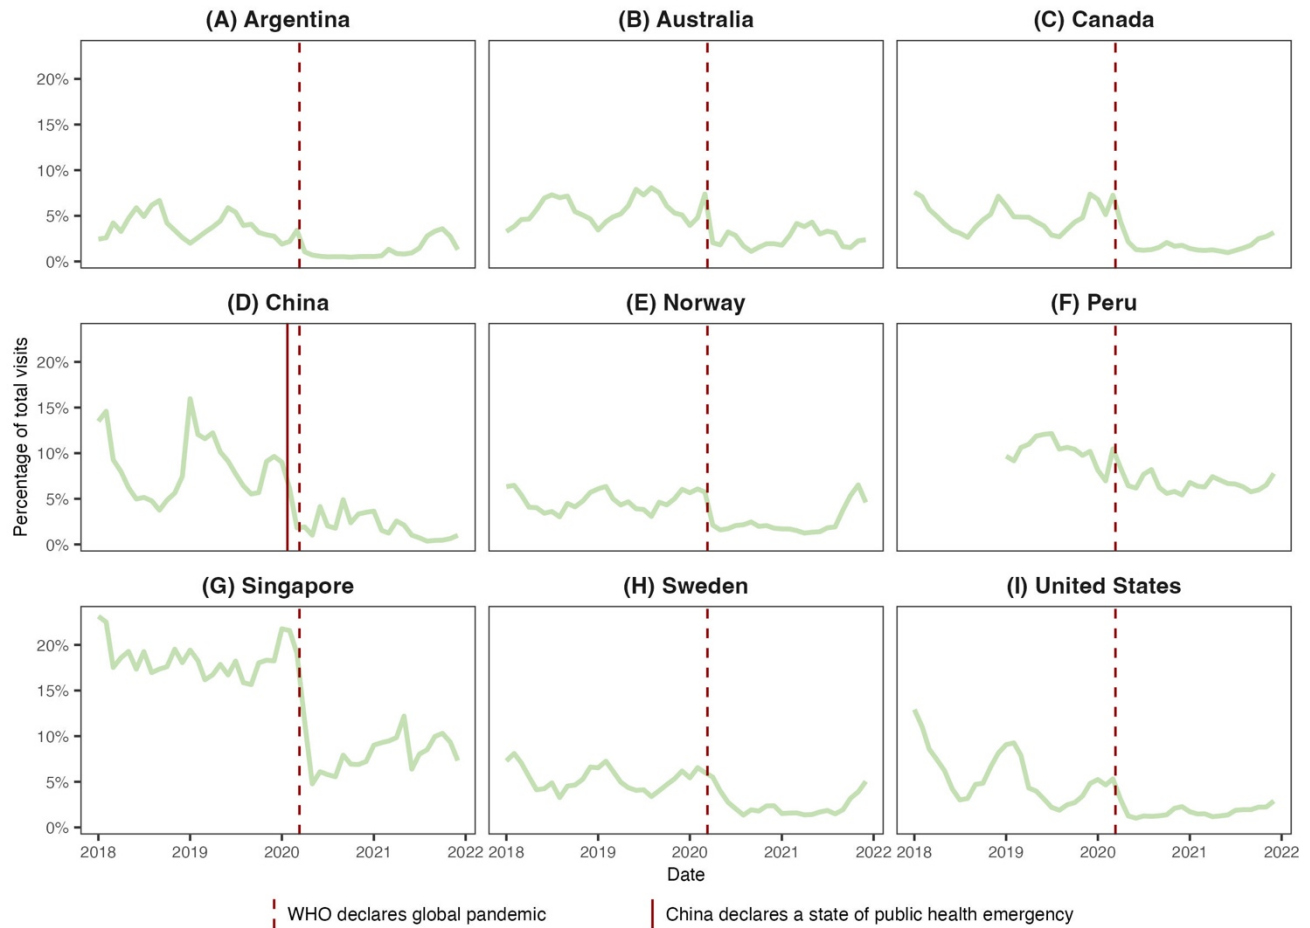 (A) Argentina
(B) Australia
(C) Canada
20%
15%
10%
5%
0%
(D) China
(E) Norway
(F) Peru
Percentage of total visits
20%
15%
10%
5%
0%
(G) Singapore
(H) Sweden
(I) United States
20%
15%
10%
5%
0%
2018 2019 2020 2021 2022
2018 2019 2020 2021 2022
2018 2019 2020 2021 2022
Date
WHO declares global pandemic
China declares a state of public health emergency